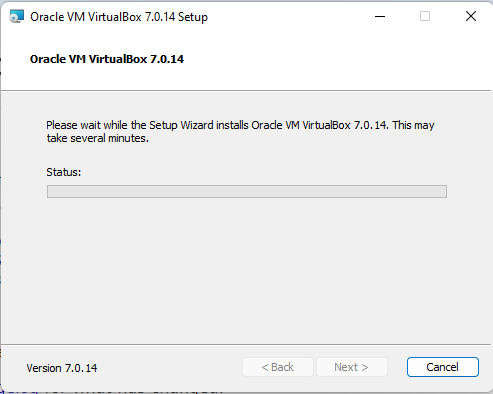 Oracle VM VirtualBox 7.0.14 Setup
Oracle VM VirtualBox 7.0.14
Please wait while the Setup Wizard installs Oracle VM VirtualBox 7.0.14. This may
take several minutes.
Status:
Version 7.0.14
< Back
Next >
Cancel